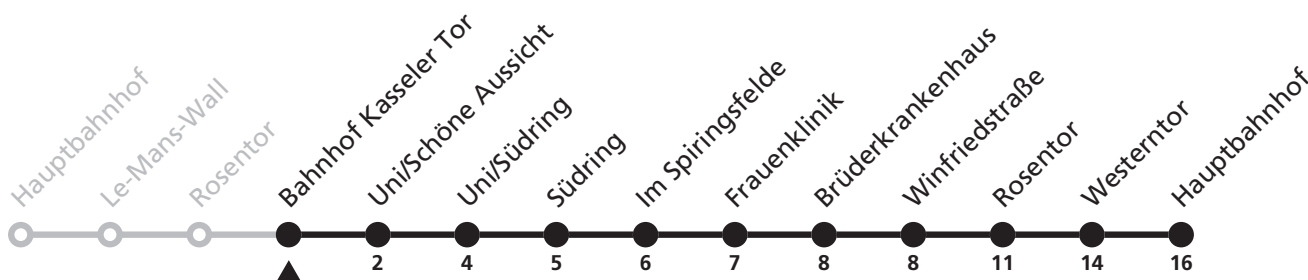 Hauptbahnhof
Le-Mans-Wall
Rosentor
Bahnhof Kasseler Tor
Uni/Schöne Aussicht
Uni/Südring
Südring
Im Spiringsfelde
Frauenklinik
Brüderkrankenhaus
Winfriedstraße
Rosentor
Westerntor
Hauptbahnhof
2 4 5 6 7 8 8 11 14 16